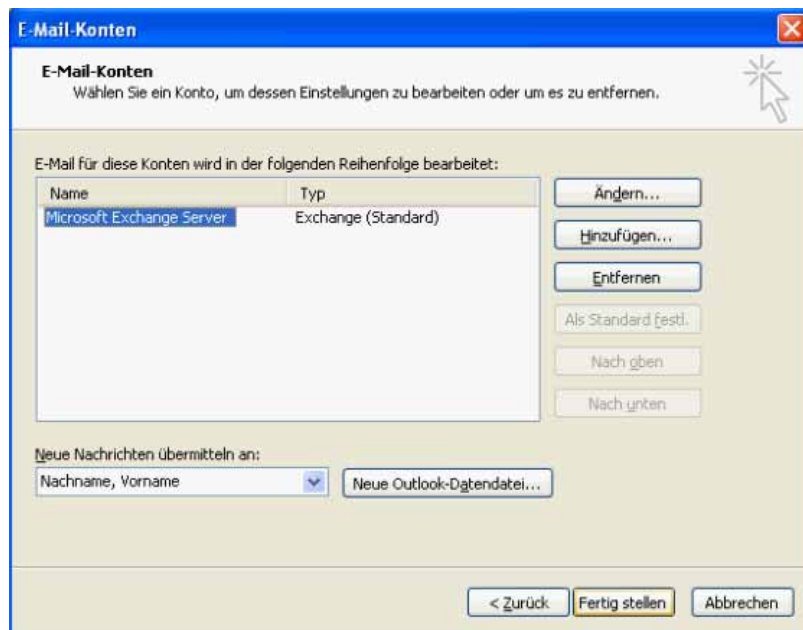 E-Mail-Konten
E-Mail-Konten
Wählen Sie ein Konto, um dessen Einstellungen zu bearbeiten oder um es zu entfernen.
E-Mail für diese Konten wird in der folgenden Reihenfolge bearbeitet:
Name Typ
Microsoft Exchange Server Exchange (Standard)
Ändern...
Hinzufügen...
Entfernen
Als Standard festl.
Nach oben
Nach unten
Neue Nachrichten übermitteln an:
Nachname, Vorname Neue Outlook-Datendatei...
< Zurück Fertig stellen Abbrechen